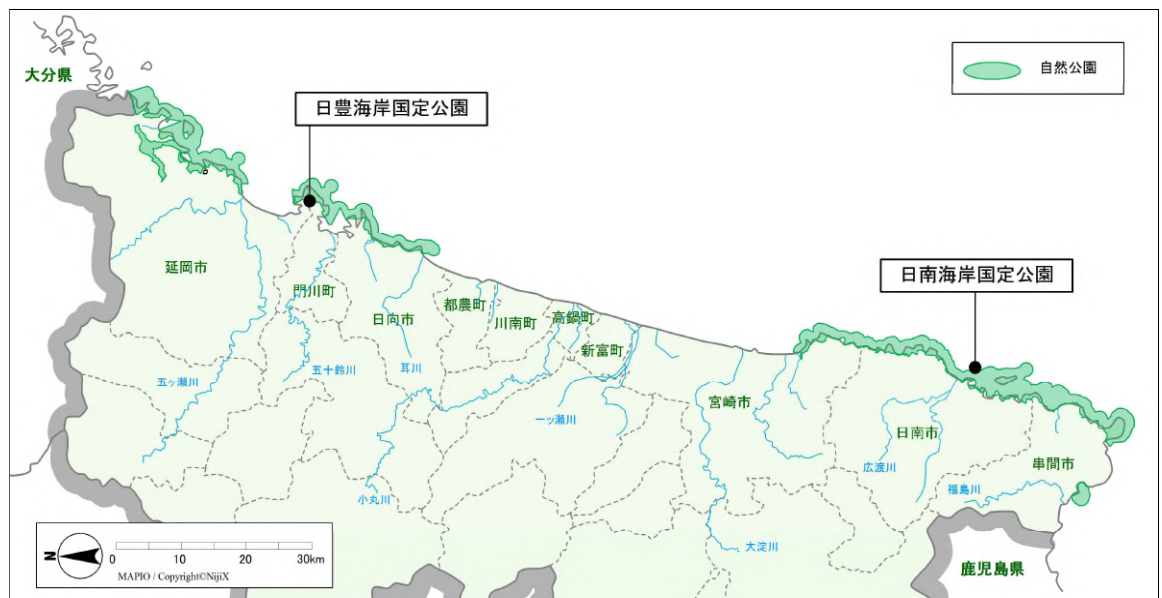 大分県
自然公園
日豊海岸国定公園
日南海岸国定公園
延岡市
門川町
日向市
都農町
川南町
高鍋町
新富町
五ヶ瀬川
五十鈴川
耳川
一ッ瀬川
宮崎市
日南市
串間市
広渡川
福島川
小丸川
大淀川
鹿児島県
N
0 10 20 30km
MAPIO / Copyright©NijiX